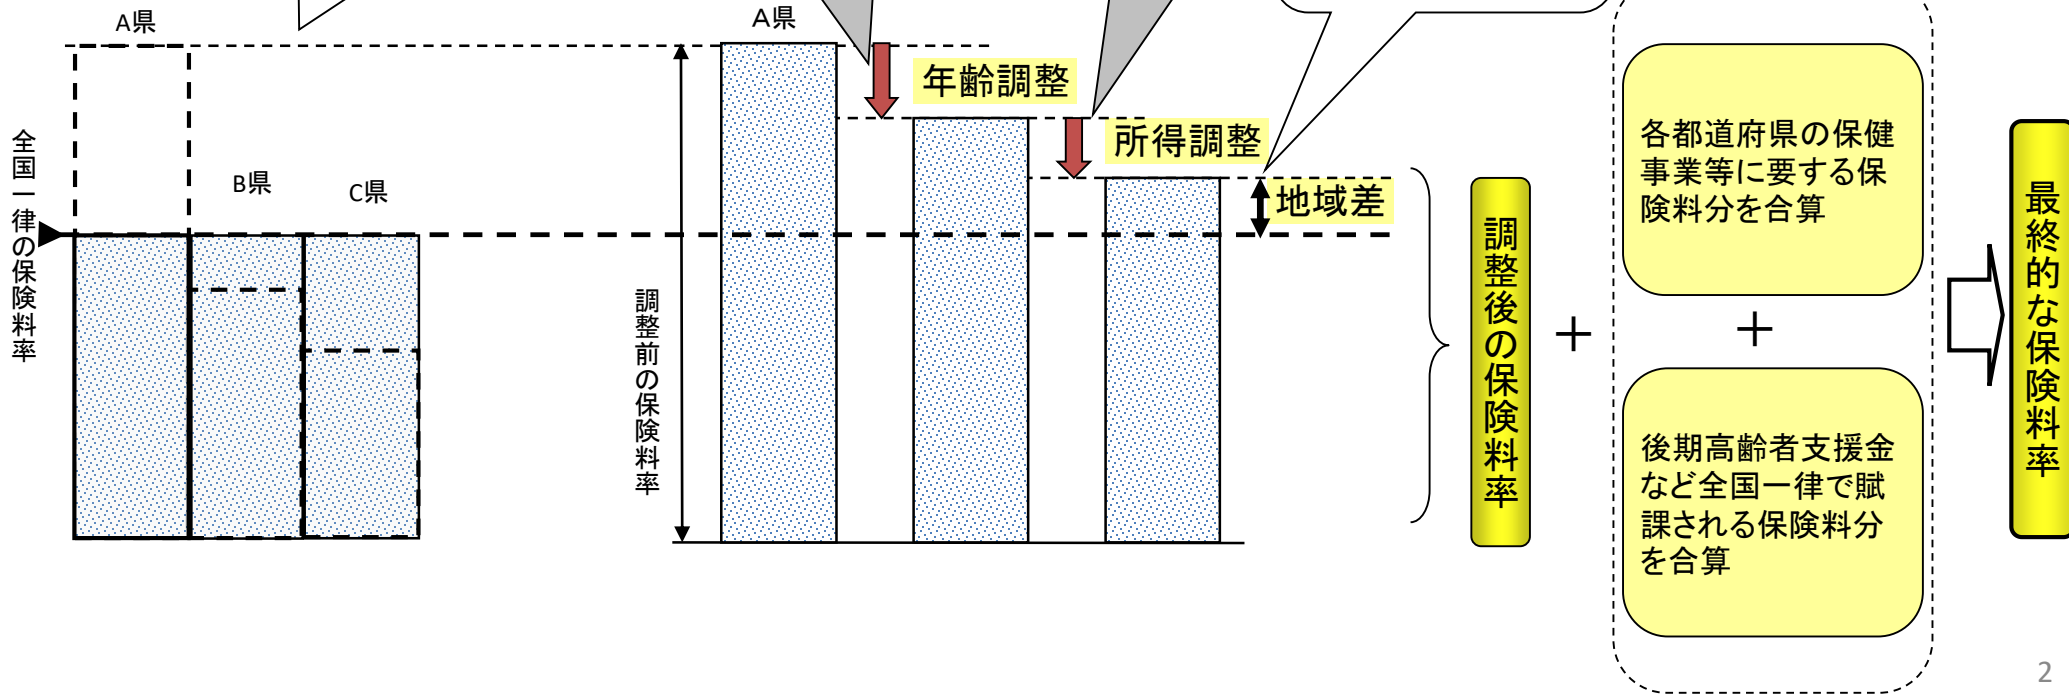 A県
B県
C県
全国一律の保険料率
A県
年齢調整
所得調整
地域差
調整前の保険料率
調整後の保険料率
＋
各都道府県の保健
事業等に要する保
険料分を合算
＋
後期高齢者支援金
など全国一律で賦
課される保険料分
を合算
最終的な保険料率
2